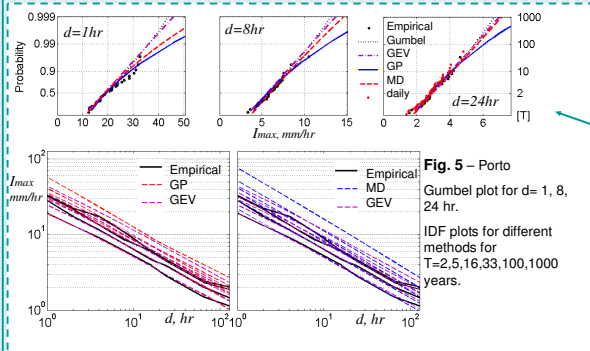 0.999
0.99
0.9
0.5
Probability
d=1hr
0 10 20 30 40 50
d=8hr
0 5 10 15
Imax, mm/hr
Empirical
Gumbel
GEV
GP
MD
daily
d=24hr
0 2 4 6
1000
100
10
2
[T]
10²
10¹
10⁰
Imax
mm/hr
Empirical
GP
GEV
10⁰ 10¹ 10²
d, hr
Empirical
MD
GEV
10⁰ 10¹ 10²
d, hr
Fig. 5 – Porto
Gumbel plot for d= 1, 8,
24 hr.
IDF plots for different
methods for
T=2,5,16,33,100,1000
years.